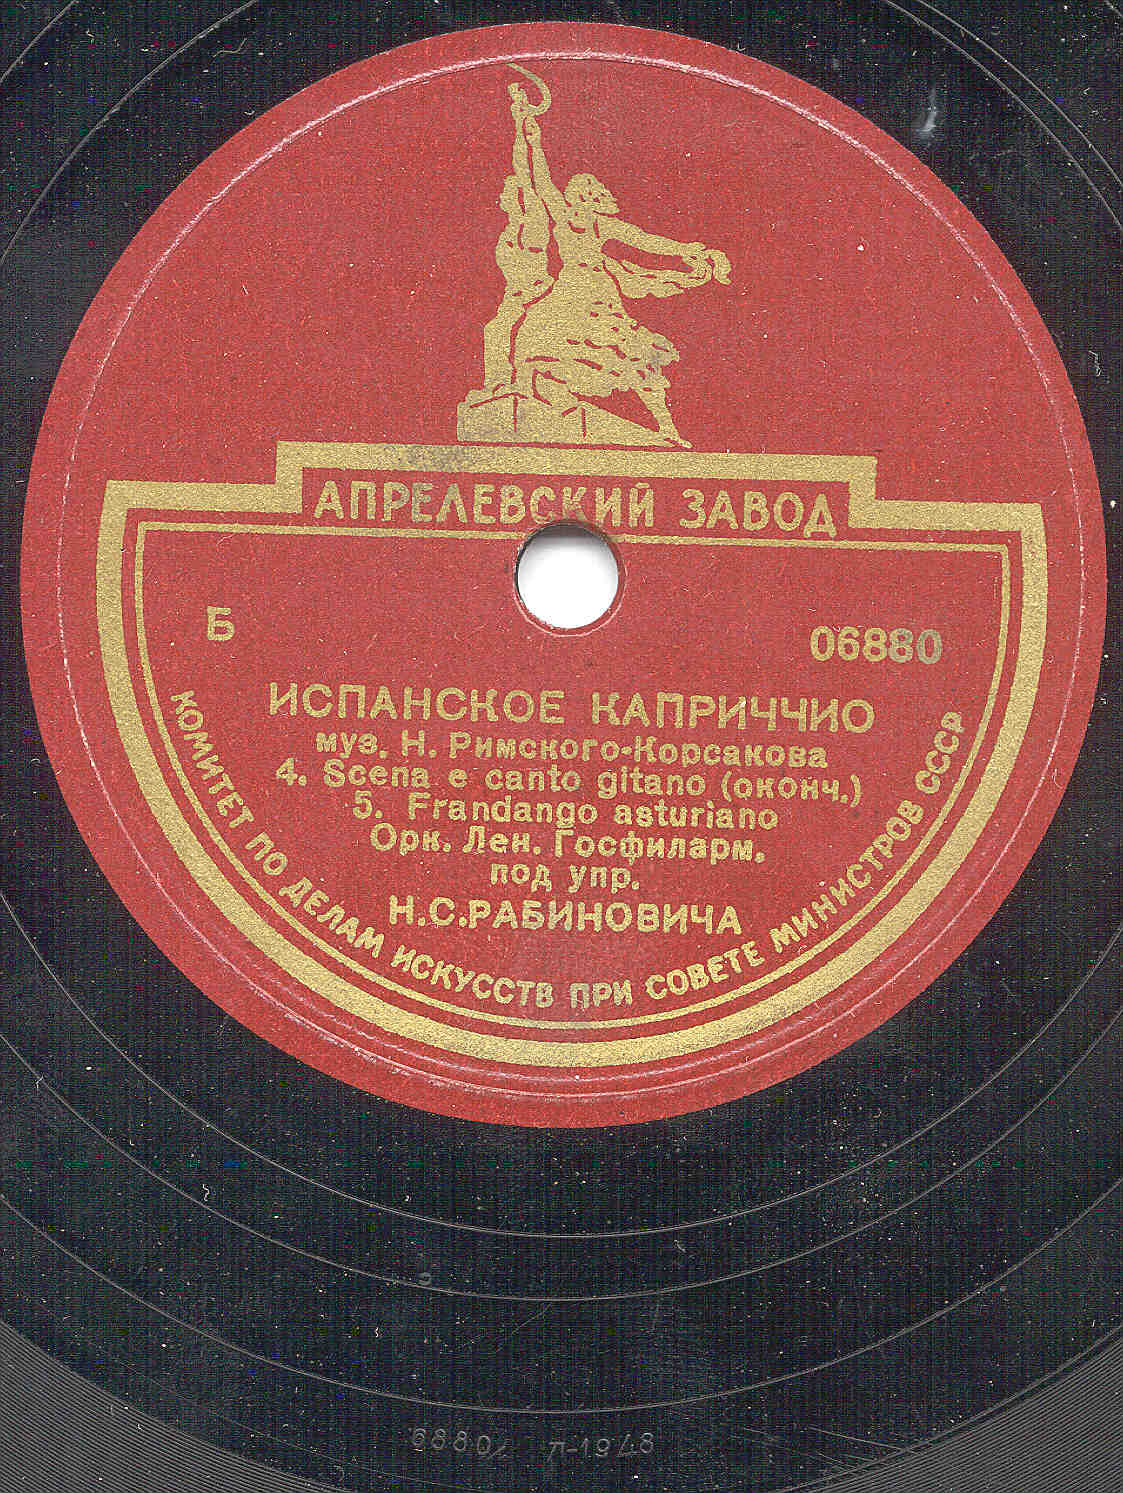 АПРЕЛЕВСКИЙ ЗАВОД
Б
06880
ИСПАНСКОЕ КАПРИЧЧИО
муз. Н. Римского-Корсакова
4. Scena e canto gitano (оконч.)
5. Frandango asturiano
Орк. Лен. Госфиларм.
под упр.
Н.С.РАБИНОВИЧА
КОМИТЕТ ПО ДЕЛАМ ИСКУССТВ ПРИ СОВЕТЕ МИНИСТРОВ СССР
6880/ П-1948